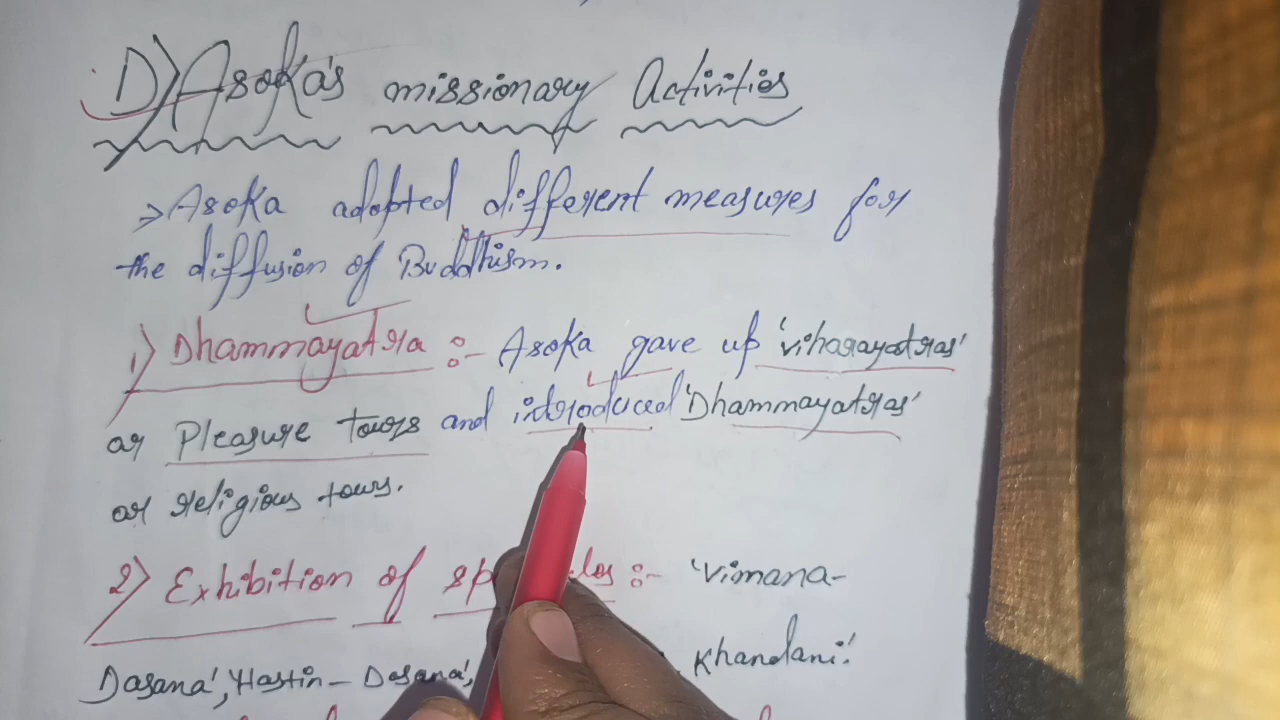 D) Asoka's missionary Activities
> Asoka adopted different measures for
the diffusion of Buddhism.
1) Dhammayatra :- Asoka gave up 'viharayatras'
or Pleasure tours and introduced 'Dhammayatras'
or religious tours.
2) Exhibition of :- 'Vimana-
Dasana', 'Hastin - Dasana', Khandani'.